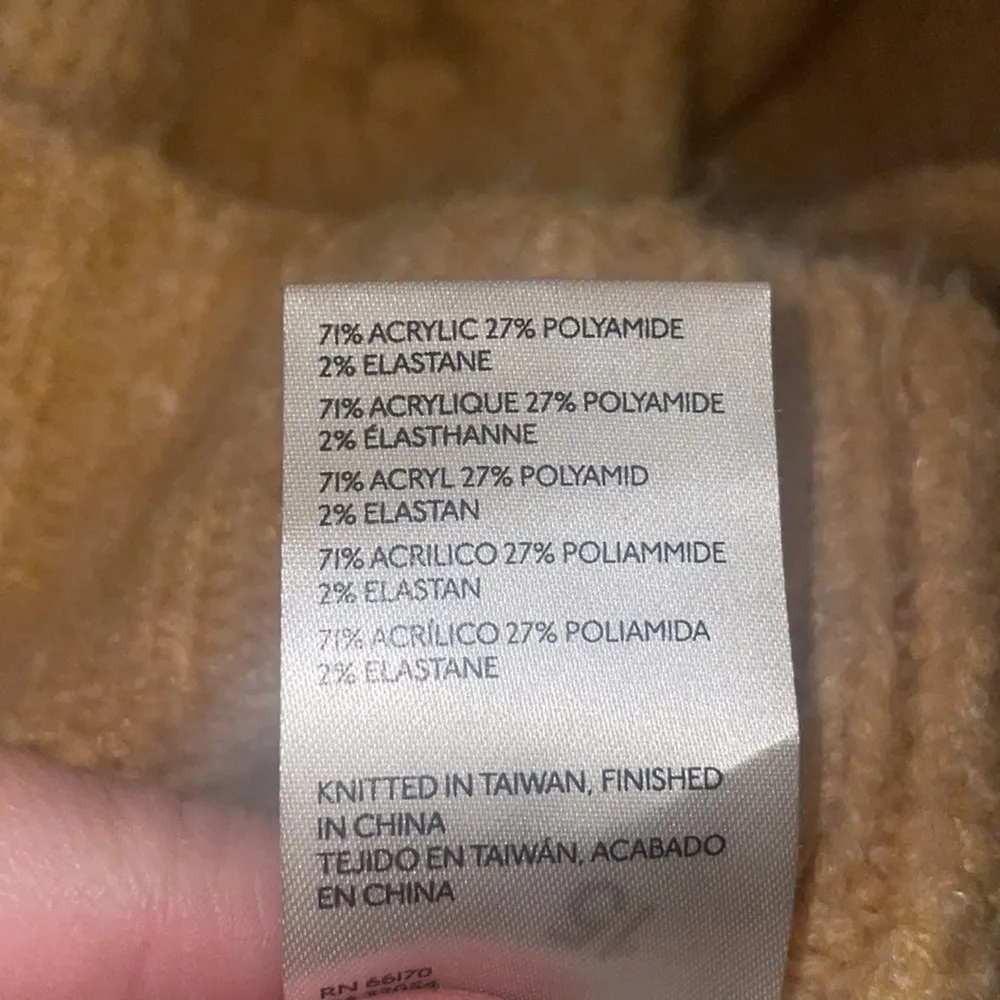 71% ACRYLIC 27% POLYAMIDE
2% ELASTANE
71% ACRYLIQUE 27% POLYAMIDE
2% ÉLASTHANNE
71% ACRYL 27% POLYAMID
2% ELASTAN
71% ACRILICO 27% POLIAMMIDE
2% ELASTAN
71% ACRÍLICO 27% POLIAMIDA
2% ELASTANE
KNITTED IN TAIWAN, FINISHED
IN CHINA
TEJIDO EN TAIWÁN, ACABADO
EN CHINA
RN 66170